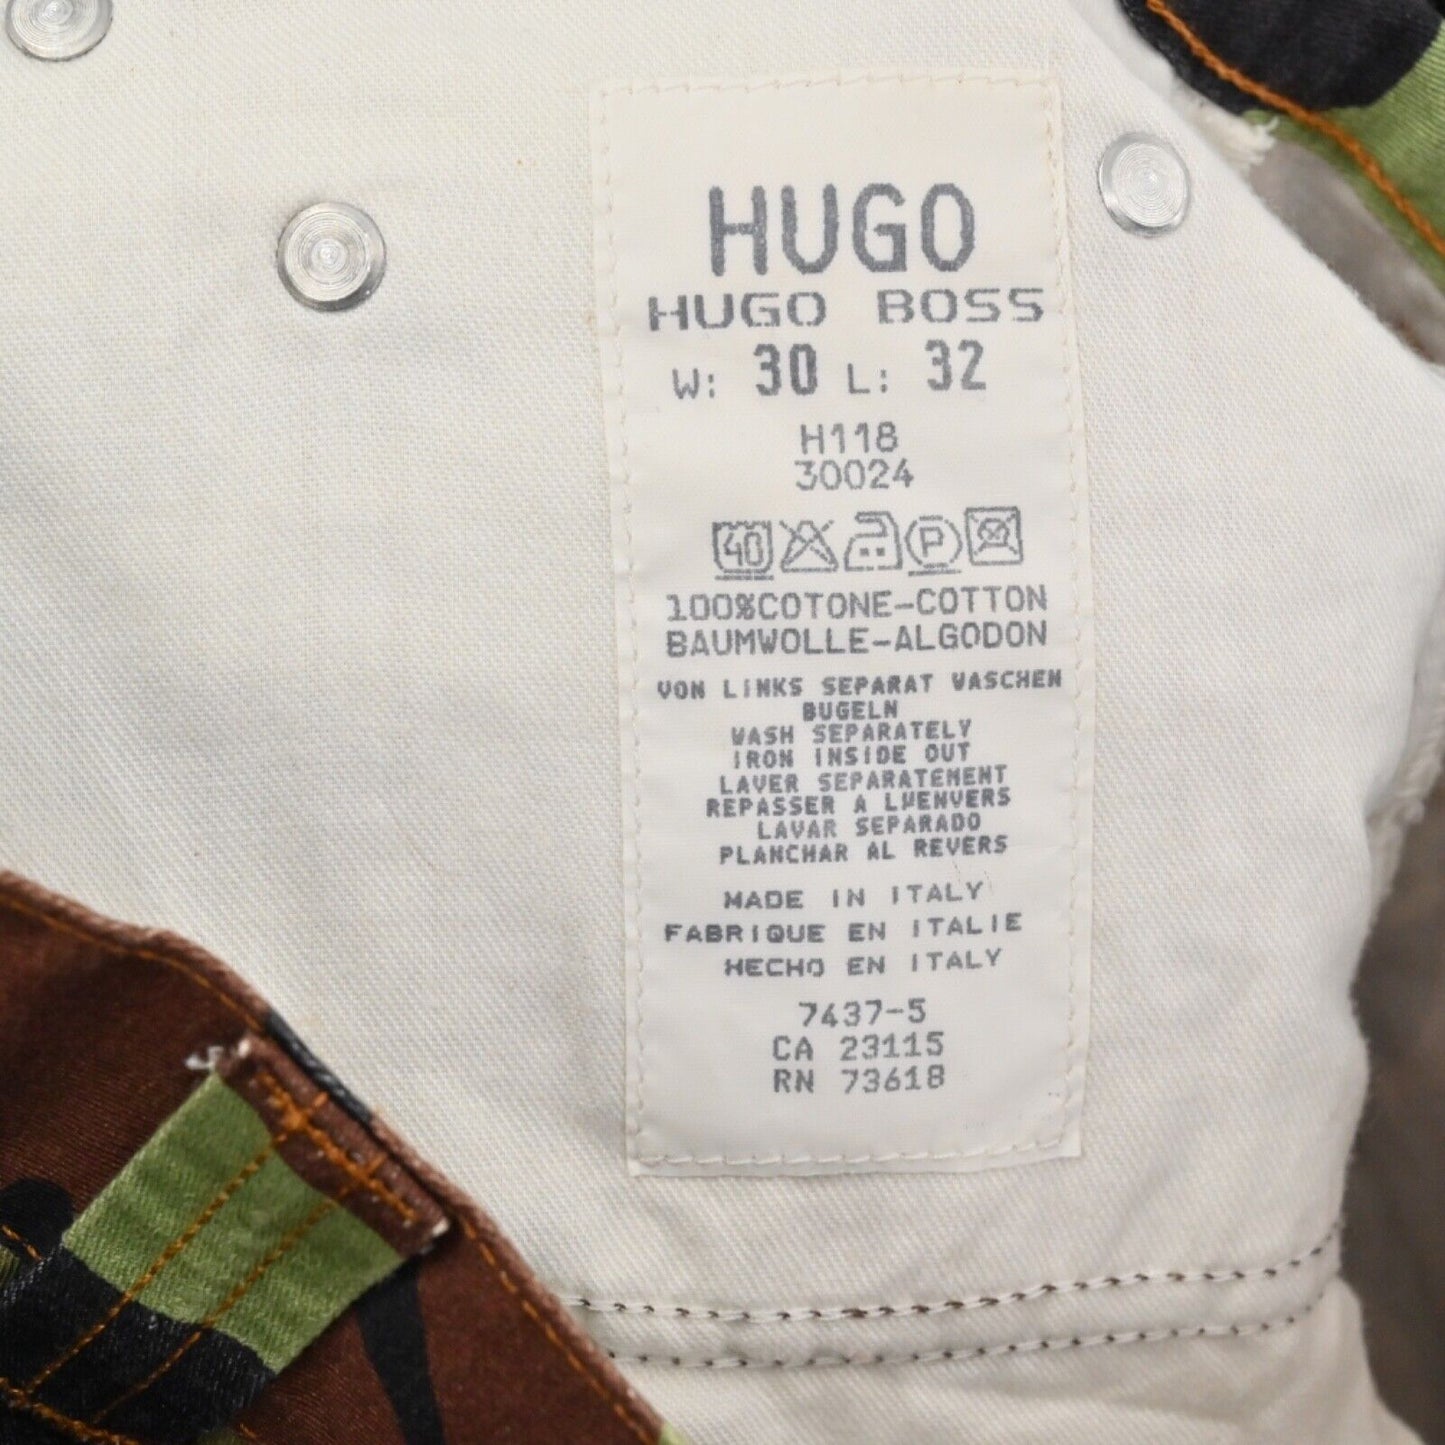 HUGO
HUGO BOSS
W: 30 L: 32
H118
30024
40 P
100%COTONE-COTTON
BAUMWOLLE-ALGODON
VON LINKS SEPARAT WASCHEN
BUGELN
WASH SEPARATELY
IRON INSIDE OUT
LAVER SEPARATEMENT
REPASSER A LWENVERS
LAVAR SEPARADO
PLANCHAR AL REVERS
MADE IN ITALY
FABRIQUE EN ITALIE
HECHO EN ITALY
7437-5
CA 23115
RN 73618